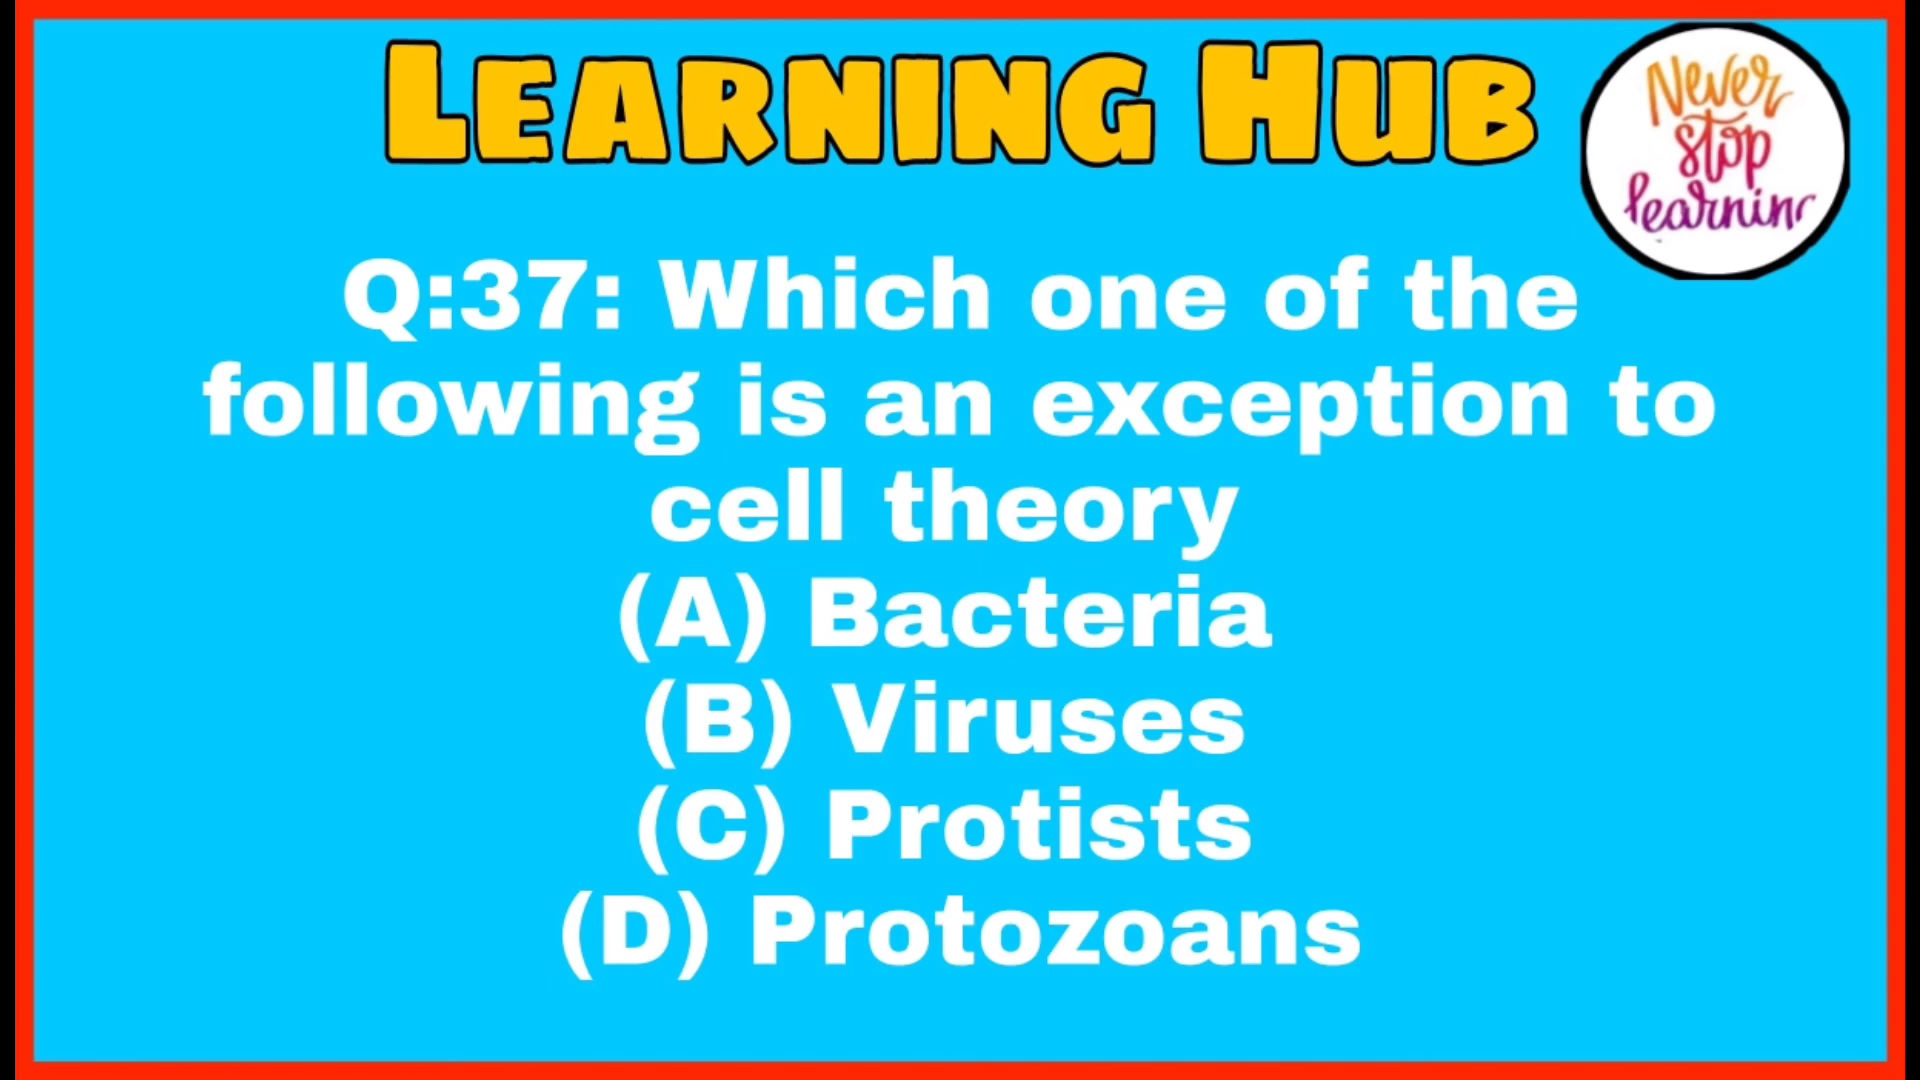 LEARNING HUB
Never
stop
learning
Q:37: Which one of the
following is an exception to
cell theory
(A) Bacteria
(B) Viruses
(C) Protists
(D) Protozoans